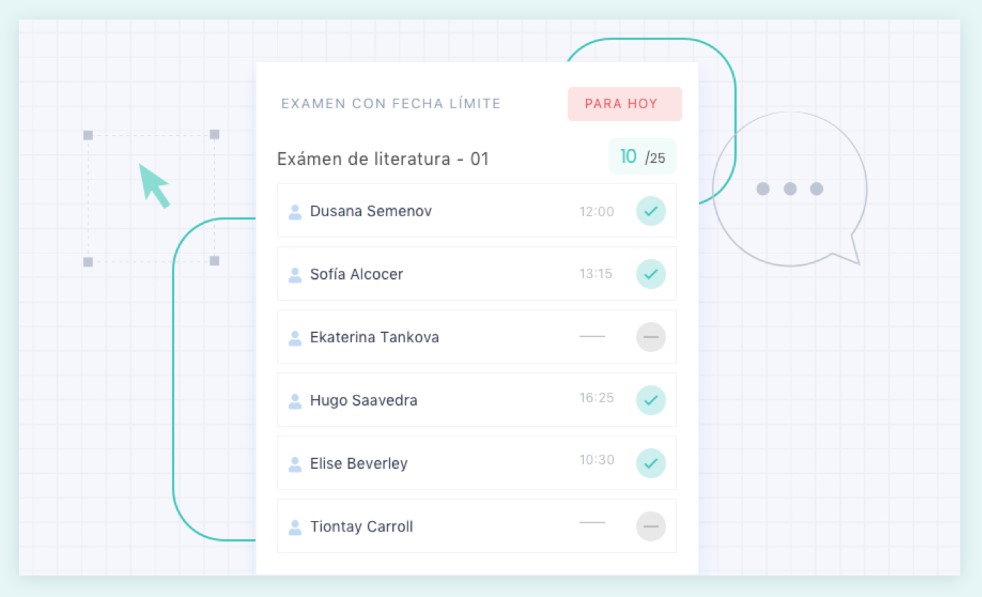 EXAMEN CON FECHA LÍMITE PARA HOY
Exámen de literatura - 01 10 /25
Dusana Semenov 12:00
Sofía Alcocer 13:15
Ekaterina Tankova
Hugo Saavedra 16:25
Elise Beverley 10:30
Tiontay Carroll